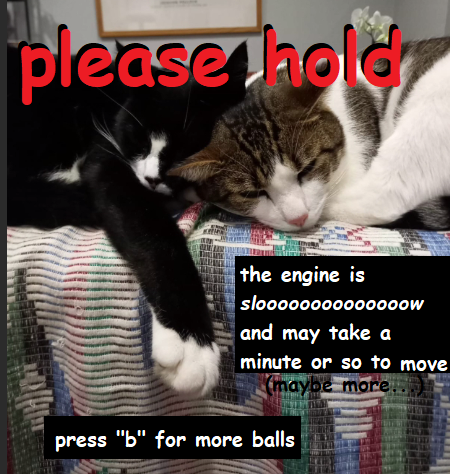 please hold
the engine is
slooooooooooooooow
and may take a
minute or so to move
(maybe more...)
press "b" for more balls